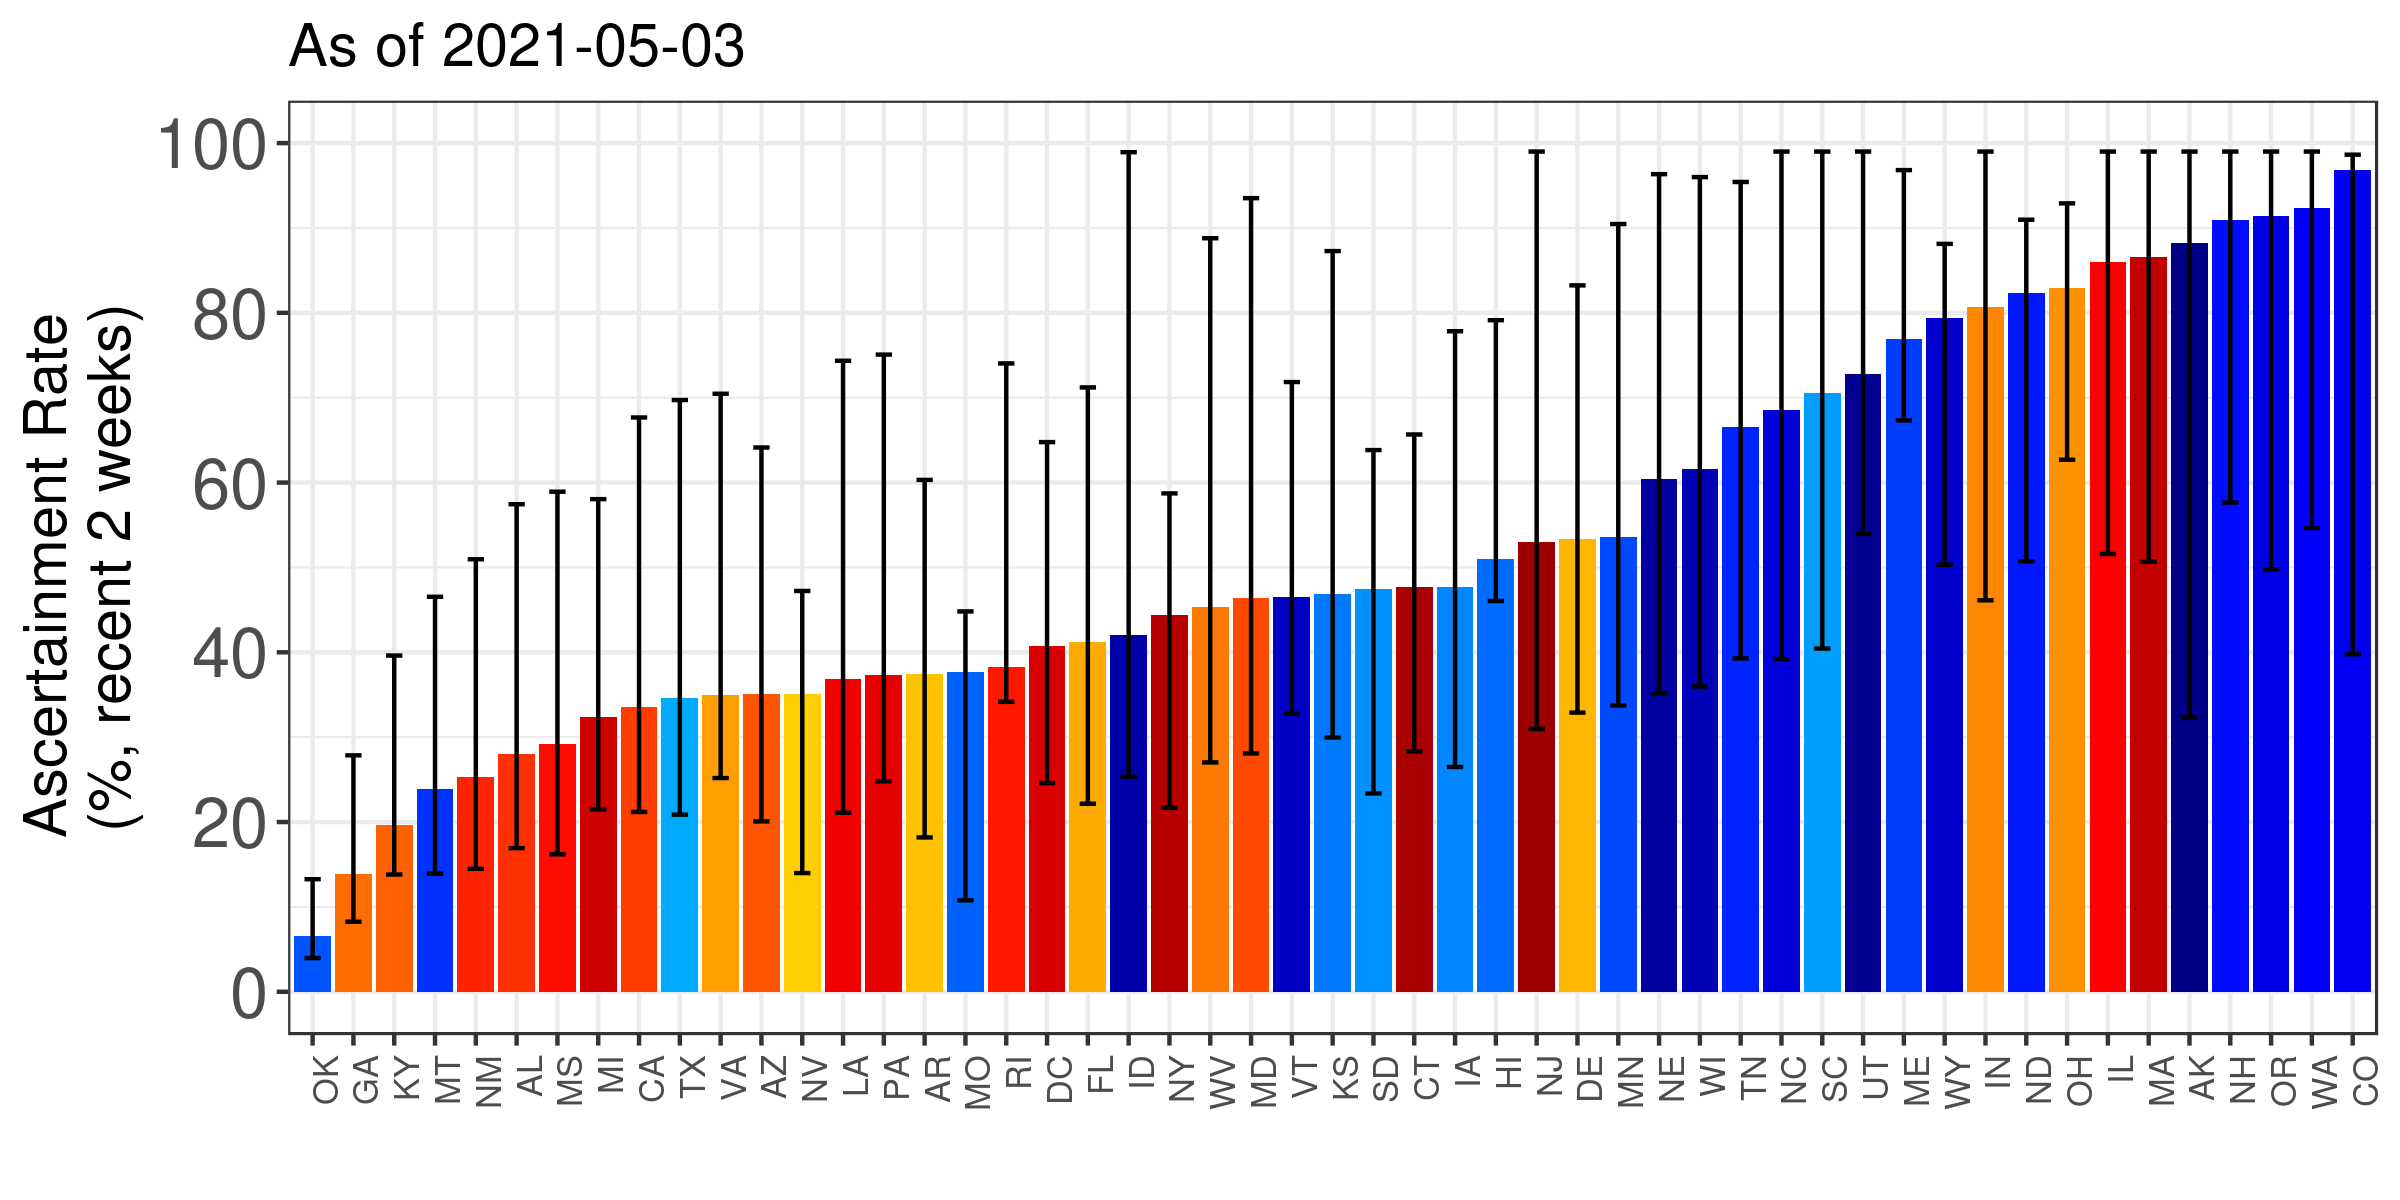 As of 2021-05-03
Ascertainment Rate
(%, recent 2 weeks)
100
80
60
40
20
0
OK GA KY MT NM AL MS MI CA TX VA AZ NV LA PA AR MO RI DC FL ID NY WV MD VT KS SD CT IA HI NJ DE MN NE WI TN NC SC UT ME WY IN ND OH IL MA AK NH OR WA CO